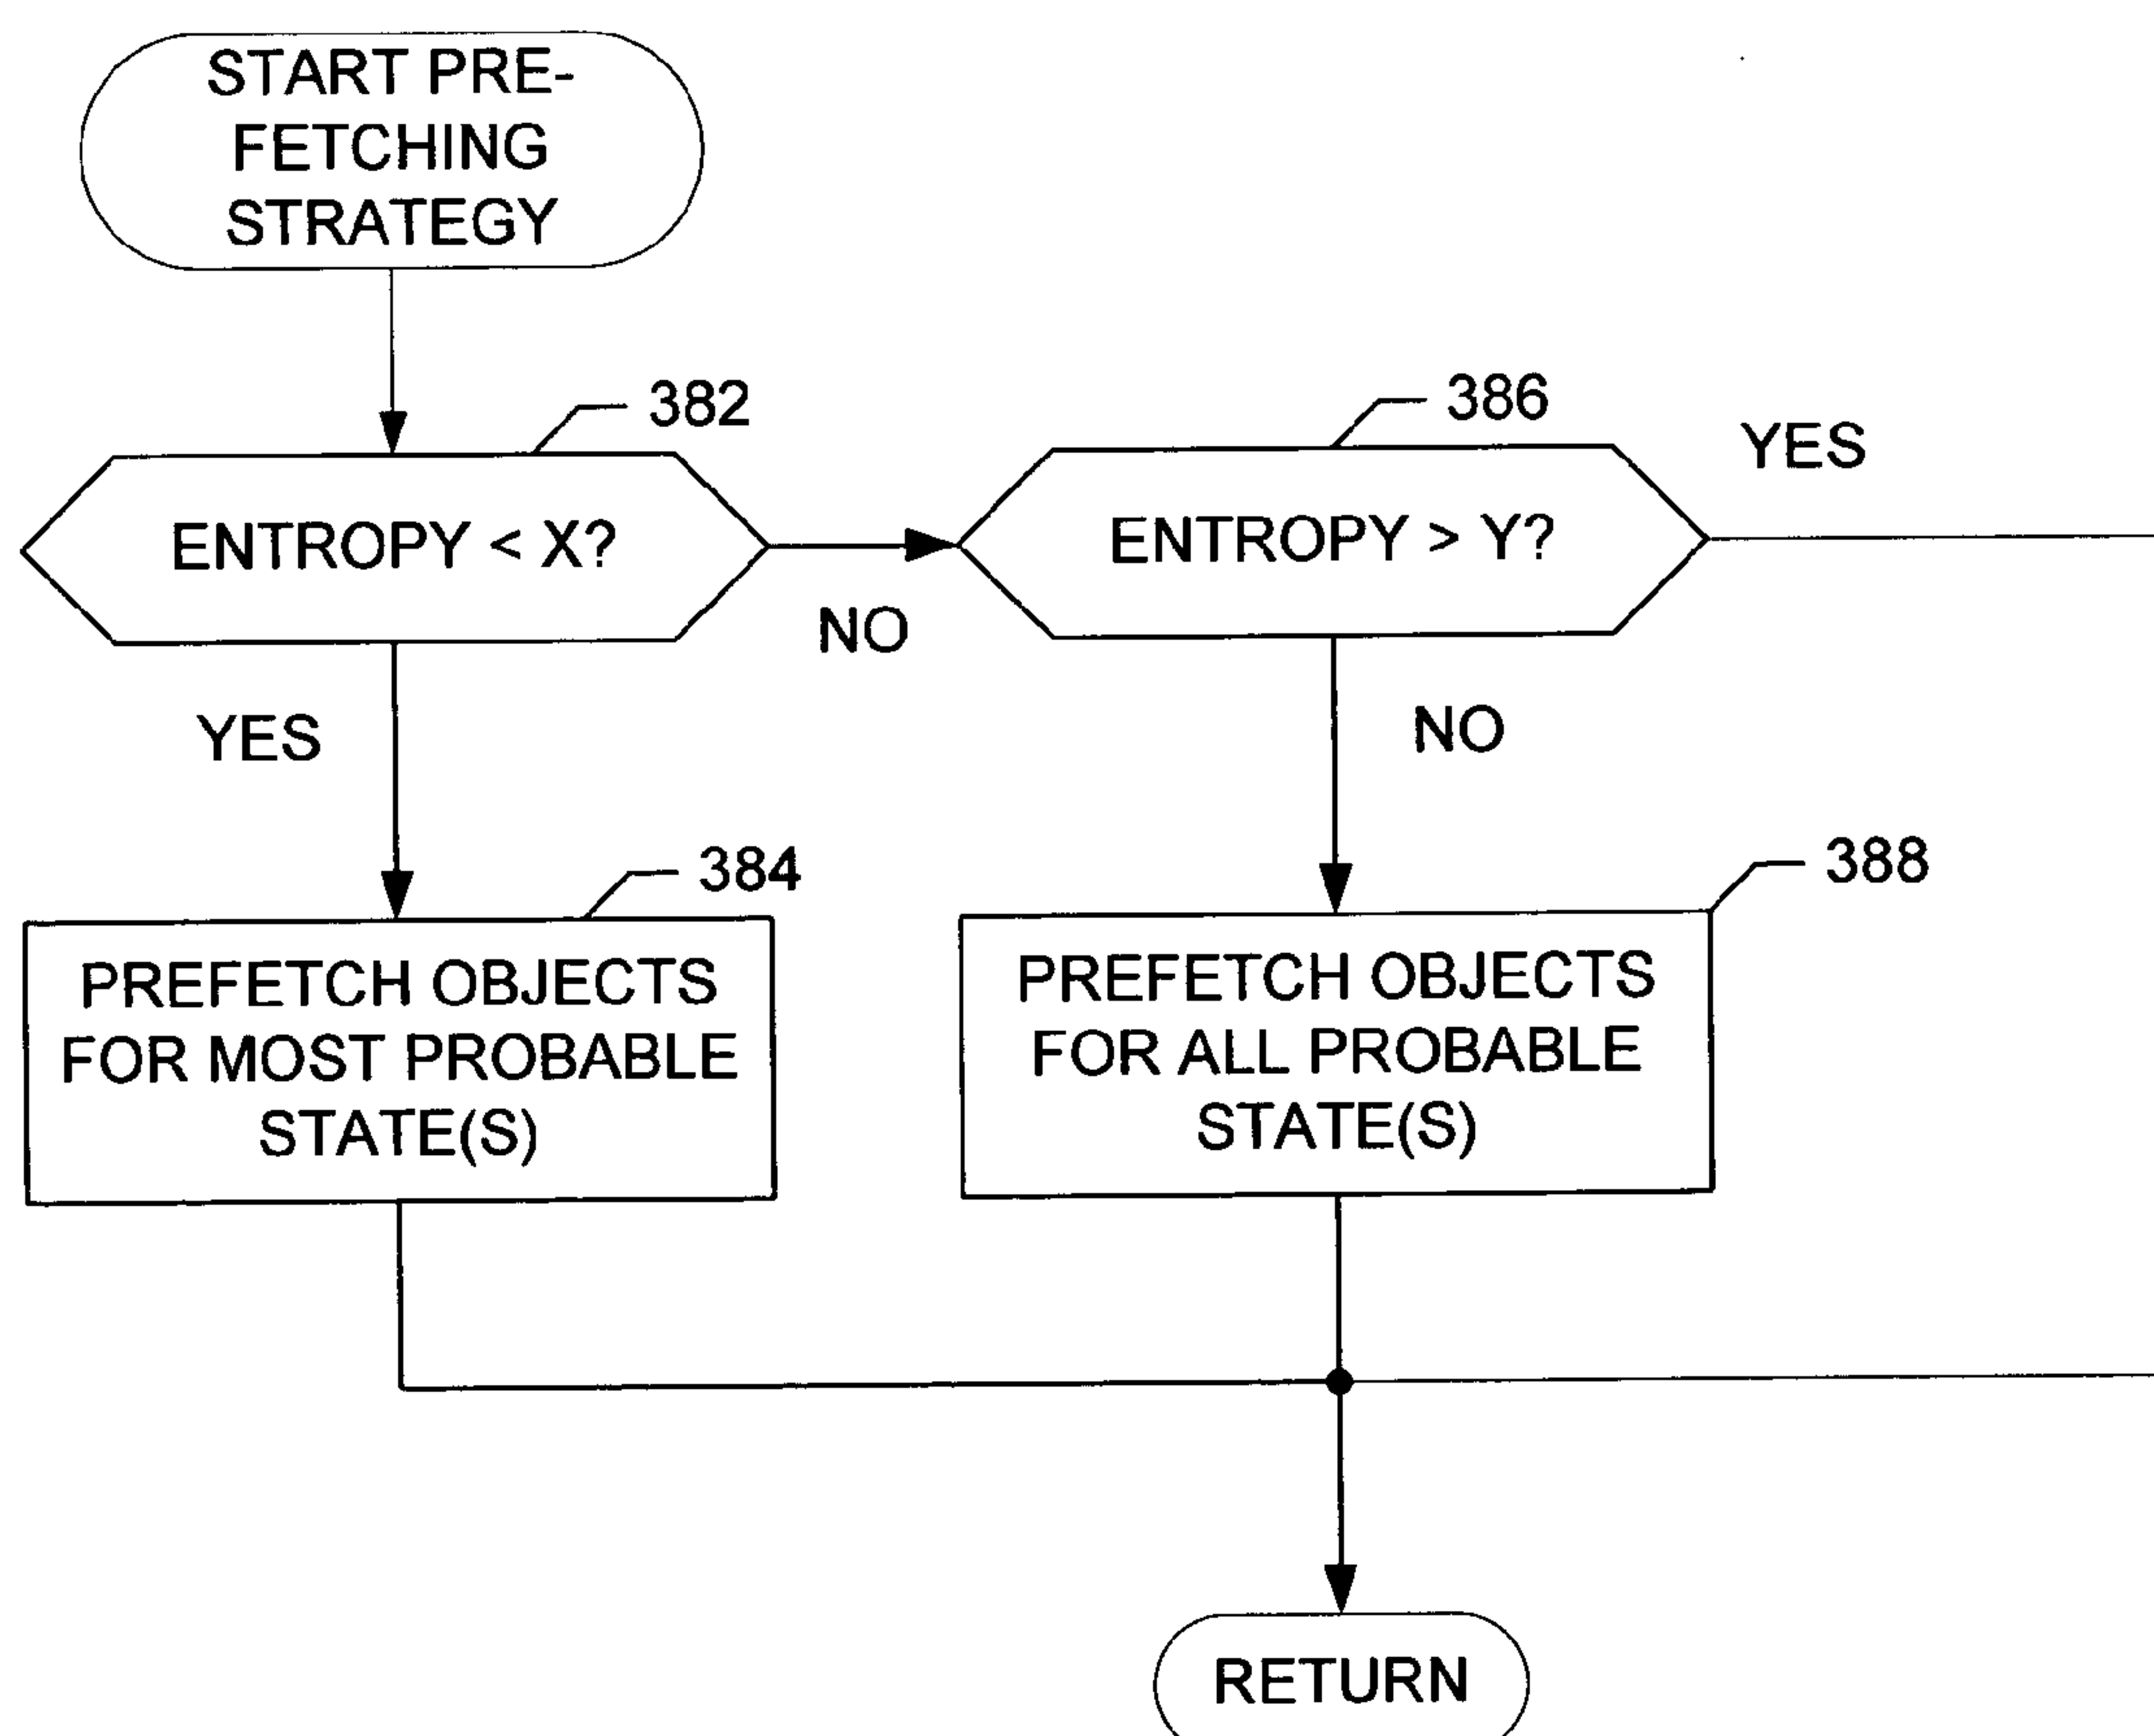 START PRE-
FETCHING
STRATEGY
382
386
YES
ENTROPY < X?
ENTROPY > Y?
NO
YES
NO
384
388
PREFETCH OBJECTS
FOR MOST PROBABLE
STATE(S)
PREFETCH OBJECTS
FOR ALL PROBABLE
STATE(S)
RETURN